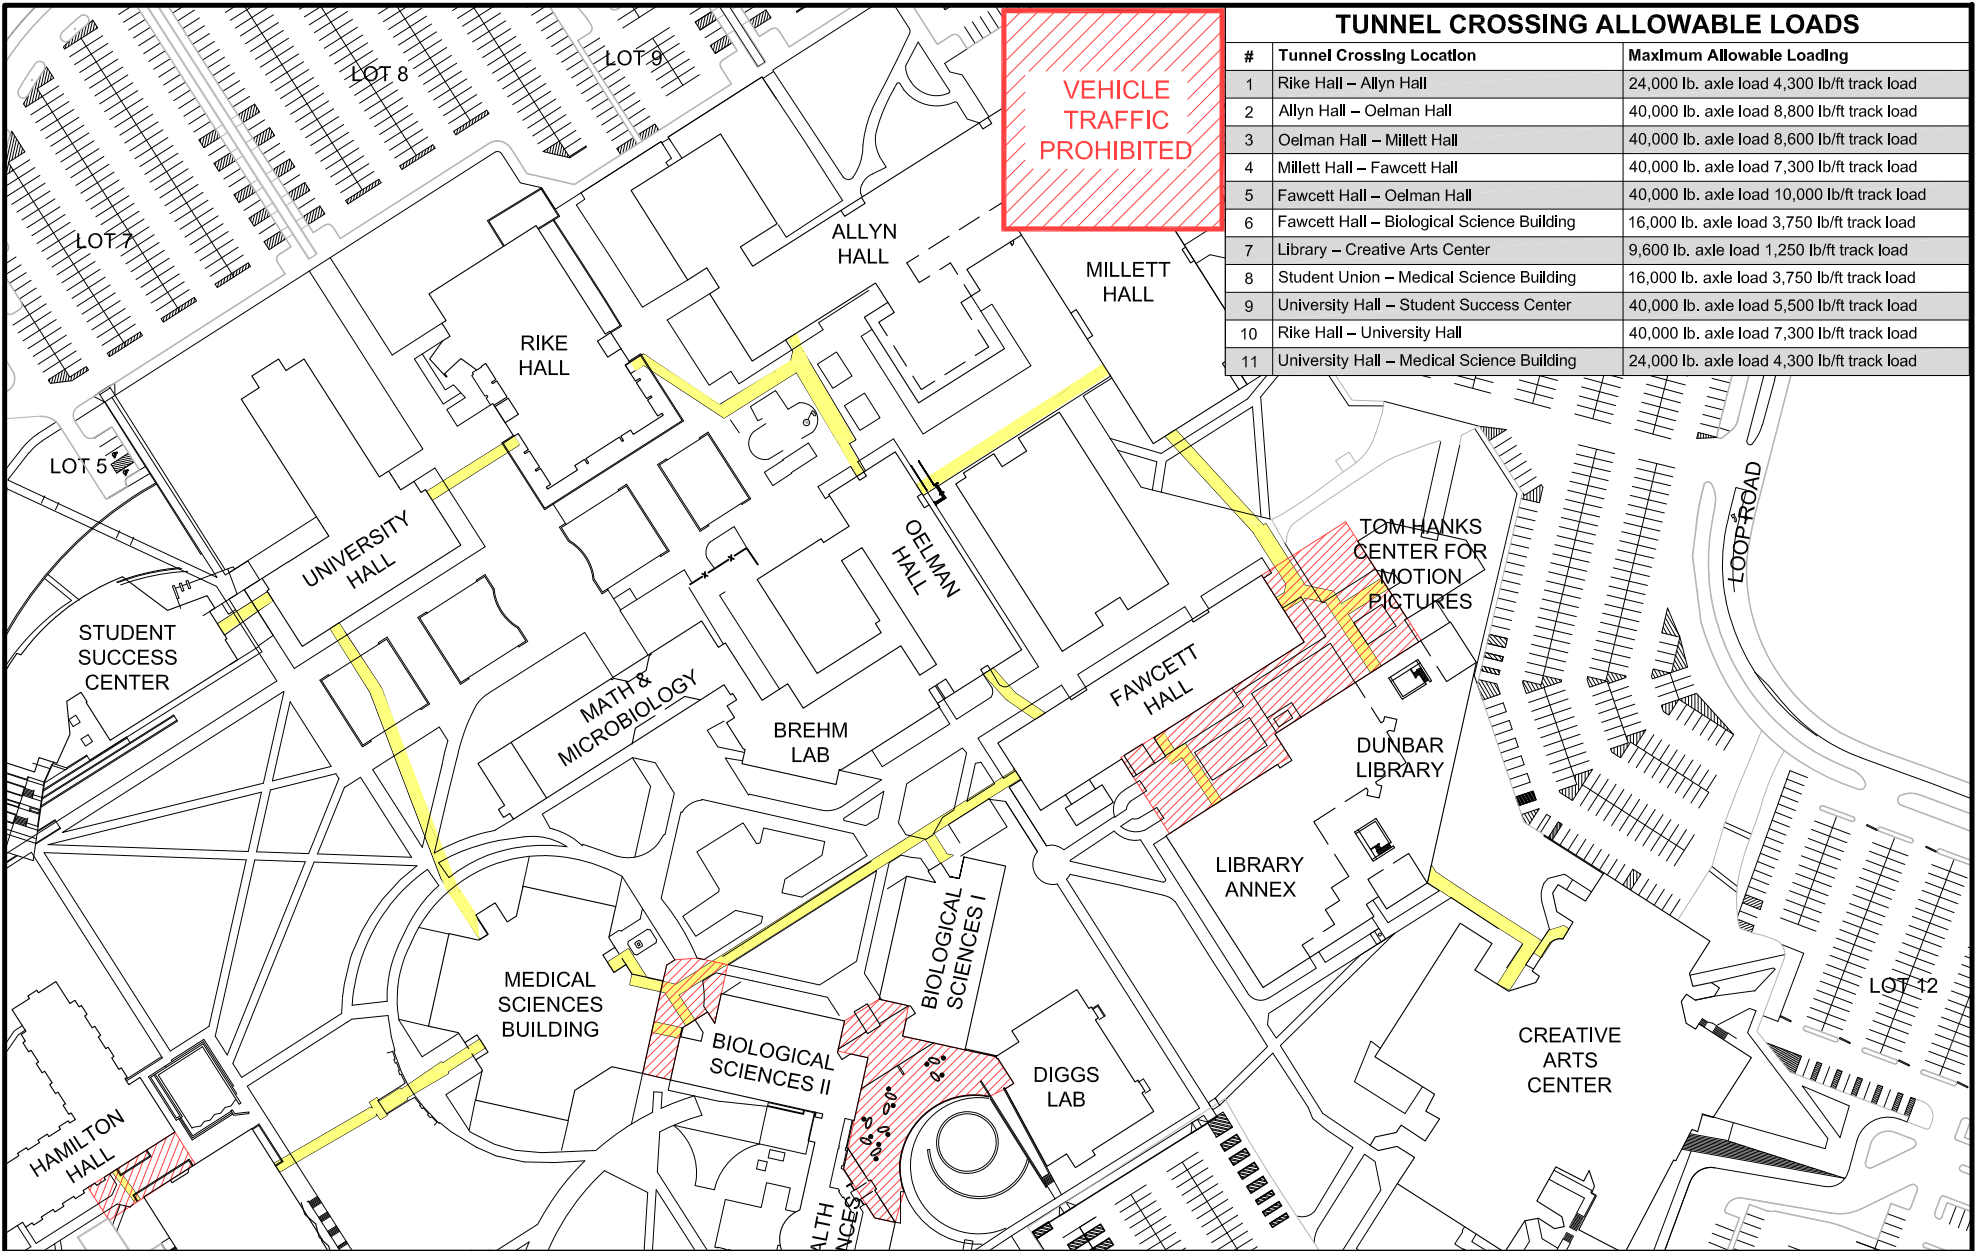 TUNNEL CROSSING ALLOWABLE LOADS
# Tunnel Crossing Location Maximum Allowable Loading
1 Rike Hall – Allyn Hall 24,000 lb. axle load 4,300 lb/ft track load
2 Allyn Hall – Oelman Hall 40,000 lb. axle load 8,800 lb/ft track load
3 Oelman Hall – Millett Hall 40,000 lb. axle load 8,600 lb/ft track load
4 Millett Hall – Fawcett Hall 40,000 lb. axle load 7,300 lb/ft track load
5 Fawcett Hall – Oelman Hall 40,000 lb. axle load 10,000 lb/ft track load
6 Fawcett Hall – Biological Science Building 16,000 lb. axle load 3,750 lb/ft track load
7 Library – Creative Arts Center 9,600 lb. axle load 1,250 lb/ft track load
8 Student Union – Medical Science Building 16,000 lb. axle load 3,750 lb/ft track load
9 University Hall – Student Success Center 40,000 lb. axle load 5,500 lb/ft track load
10 Rike Hall – University Hall 40,000 lb. axle load 7,300 lb/ft track load
11 University Hall – Medical Science Building 24,000 lb. axle load 4,300 lb/ft track load
VEHICLE
TRAFFIC
PROHIBITED
LOT 9
LOT 8
LOT 7
LOT 5
ALLYN
HALL
MILLETT
HALL
RIKE
HALL
UNIVERSITY
HALL
OELMAN
HALL
TOM HANKS
CENTER FOR
MOTION
PICTURES
LOOP ROAD
STUDENT
SUCCESS
CENTER
MATH &
MICROBIOLOGY
BREHM
LAB
FAWCETT
HALL
DUNBAR
LIBRARY
LIBRARY
ANNEX
BIOLOGICAL
SCIENCES I
MEDICAL
SCIENCES
BUILDING
BIOLOGICAL
SCIENCES II
DIGGS
LAB
CREATIVE
ARTS
CENTER
LOT 12
HAMILTON
HALL
ALTH
NCES